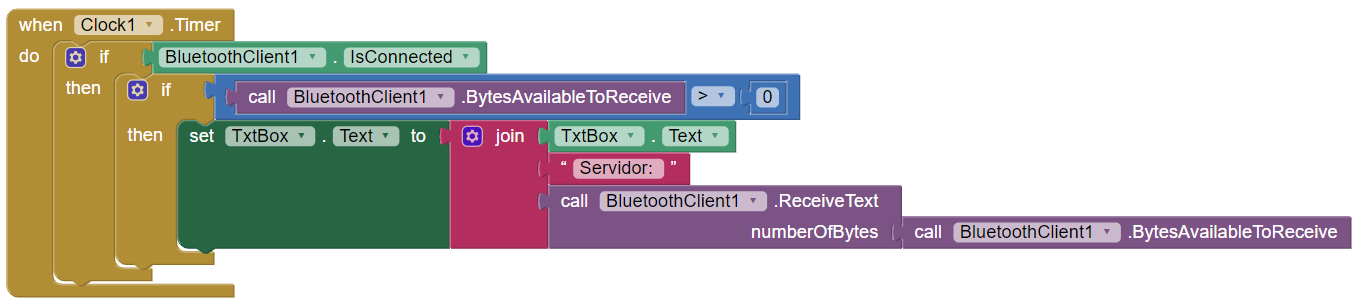 when Clock1 .Timer
do if BluetoothClient1 . IsConnected
then if call BluetoothClient1 .BytesAvailableToReceive > 0
then set TxtBox . Text to join TxtBox . Text
“ Servidor: ”
call BluetoothClient1 .ReceiveText
numberOfBytes call BluetoothClient1 .BytesAvailableToReceive